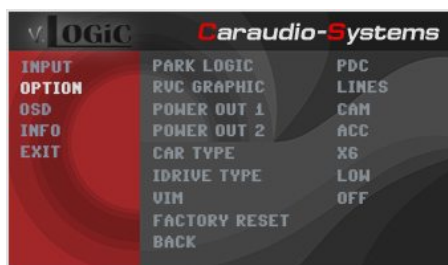 v.LOGiC Caraudio-Systems
INPUT PARK LOGIC PDC
OPTION RVC GRAPHIC LINES
OSD POWER OUT 1 CAM
INFO POWER OUT 2 ACC
EXIT CAR TYPE X6
IDRIVE TYPE LOW
VIM OFF
FACTORY RESET
BACK